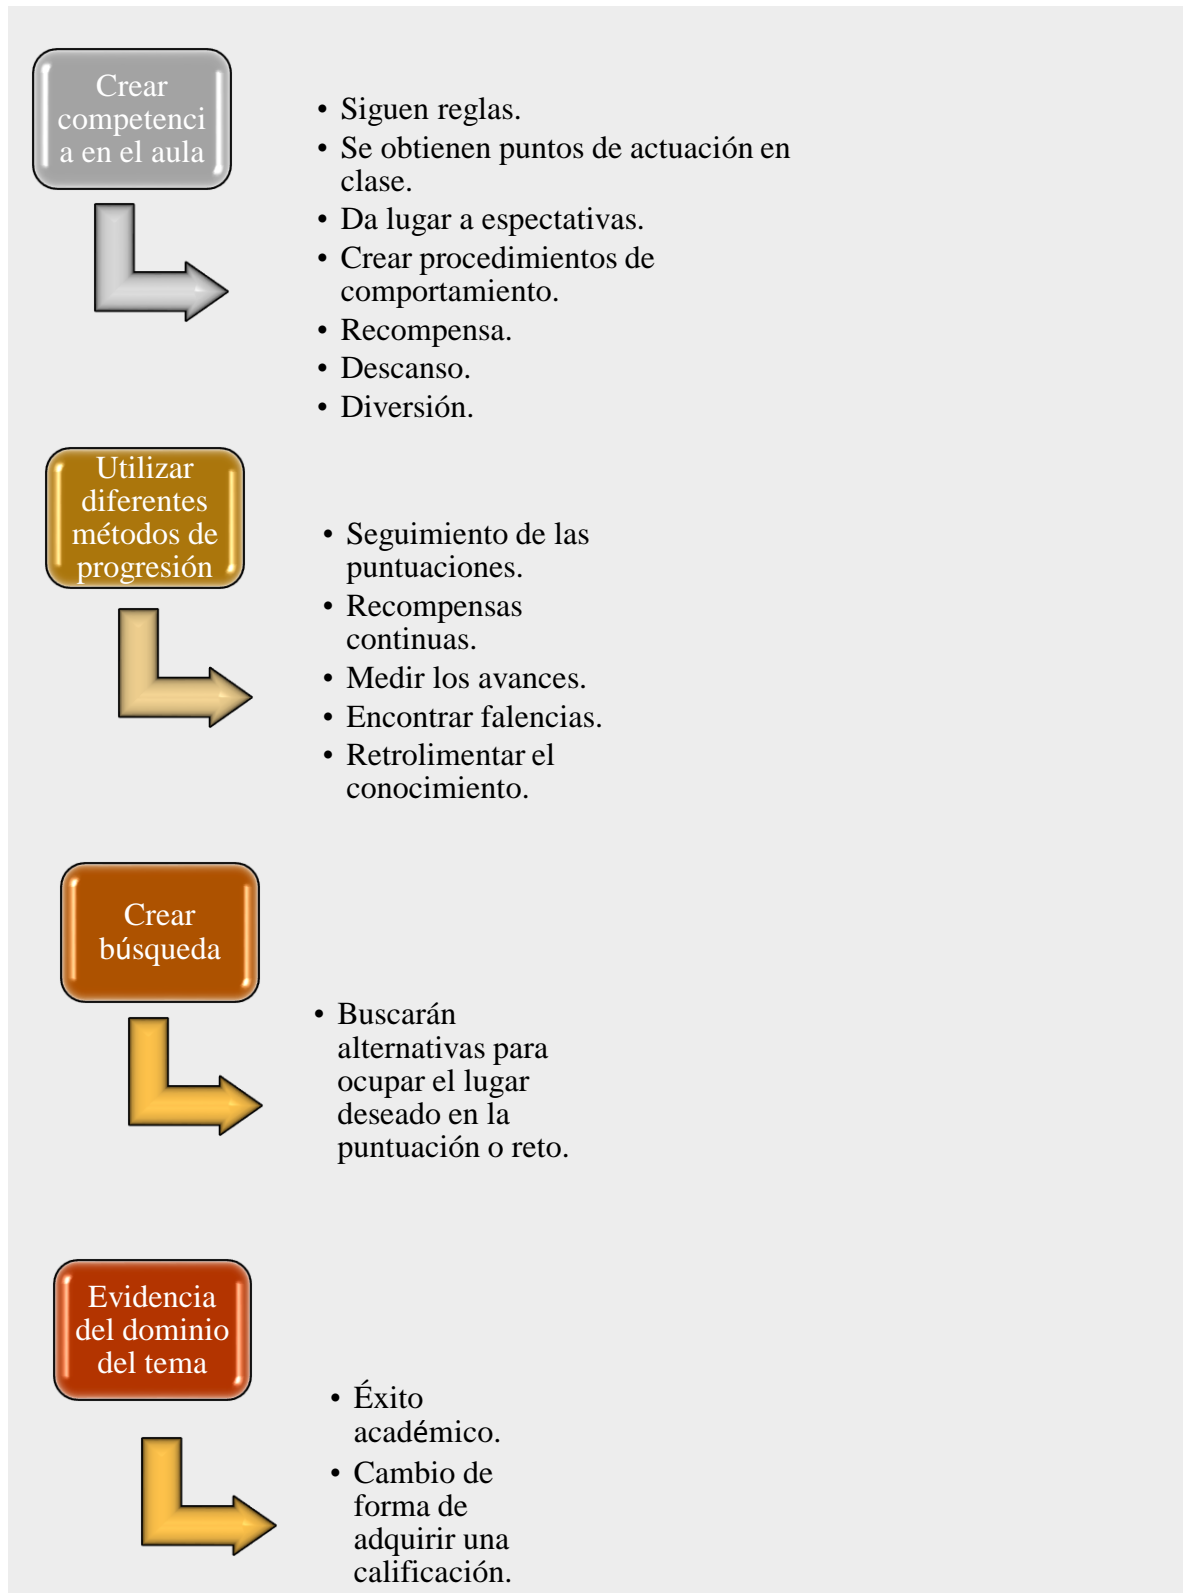 Crear
competenci
a en el aula
• Siguen reglas.
• Se obtienen puntos de actuación en
clase.
• Da lugar a espectativas.
• Crear procedimientos de
comportamiento.
• Recompensa.
• Descanso.
• Diversión.
Utilizar
diferentes
métodos de
progresión
• Seguimiento de las
puntuaciones.
• Recompensas
continuas.
• Medir los avances.
• Encontrar falencias.
• Retrolimentar el
conocimiento.
Crear
búsqueda
• Buscarán
alternativas para
ocupar el lugar
deseado en la
puntuación o reto.
Evidencia
del dominio
del tema
• Éxito
académico.
• Cambio de
forma de
adquirir una
calificación.